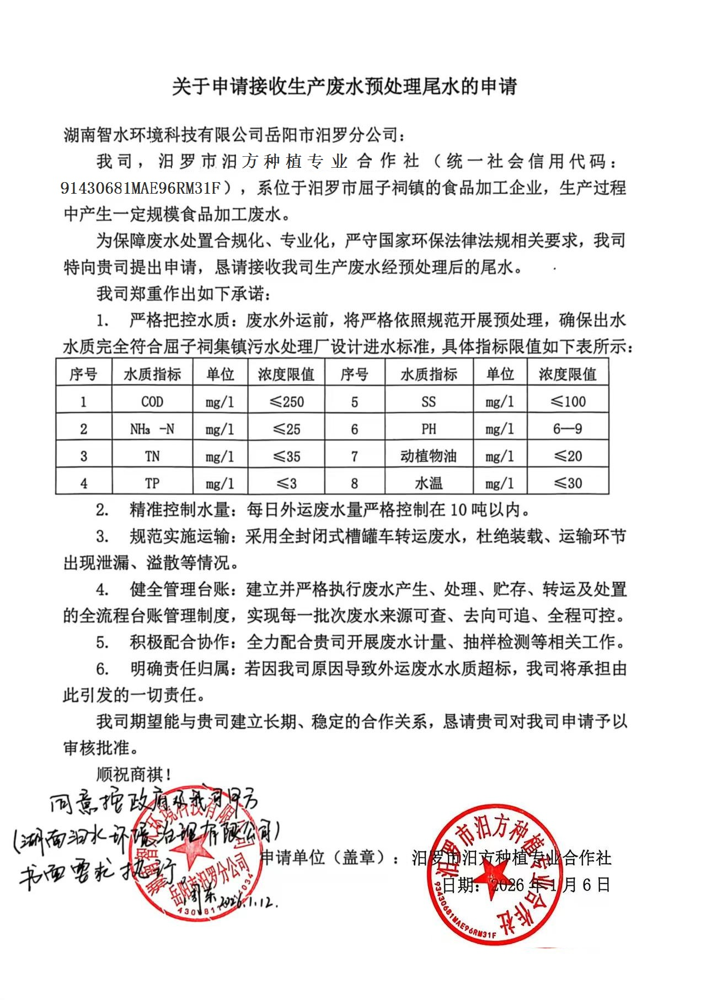 关于申请接收生产废水预处理尾水的申请
湖南智水环境科技有限公司岳阳市汨罗分公司：
我司，汨罗市汨方种植专业合作社（统一社会信用代码：
91430681MAE96RM31F），系位于汨罗市屈子祠镇的食品加工企业，生产过程
中产生一定规模食品加工废水。
为保障废水处置合规化、专业化，严守国家环保法律法规相关要求，我司
特向贵司提出申请，恳请接收我司生产废水经预处理后的尾水。
我司郑重作出如下承诺：
1. 严格把控水质：废水外运前，将严格依照规范开展预处理，确保出水
水质完全符合屈子祠集镇污水处理厂设计进水标准，具体指标限值如下表所示：
序号 水质指标 单位 浓度限值 序号 水质指标 单位 浓度限值
1 COD mg/l ≤250 5 SS mg/l ≤100
2 NH₃ -N mg/l ≤25 6 PH mg/l 6—9
3 TN mg/l ≤35 7 动植物油 mg/l ≤20
4 TP mg/l ≤3 8 水温 mg/l ≤30
2. 精准控制水量：每日外运废水量严格控制在 10 吨以内。
3. 规范实施运输：采用全封闭式槽罐车转运废水，杜绝装载、运输环节
出现泄漏、溢散等情况。
4. 健全管理台账：建立并严格执行废水产生、处理、贮存、转运及处置
的全流程台账管理制度，实现每一批次废水来源可查、去向可追、全程可控。
5. 积极配合协作：全力配合贵司开展废水计量、抽样检测等相关工作。
6. 明确责任归属：若因我司原因导致外运废水水质超标，我司将承担由
此引发的一切责任。
我司期望能与贵司建立长期、稳定的合作关系，恳请贵司对我司申请予以
审核批准。
顺祝商祺！
同意按政府及我司甲方
（湖南汨水环境治理有限公司）
书面要求执行。
2026.1.12.
湖南智水环境科技有限公司
岳阳市汨罗分公司
申请单位（盖章）：汨罗市汨方种植专业合作社
日期：2026 年 1 月 6 日
汨罗市汨方种植专业合作社
93430681MAE96RM31F